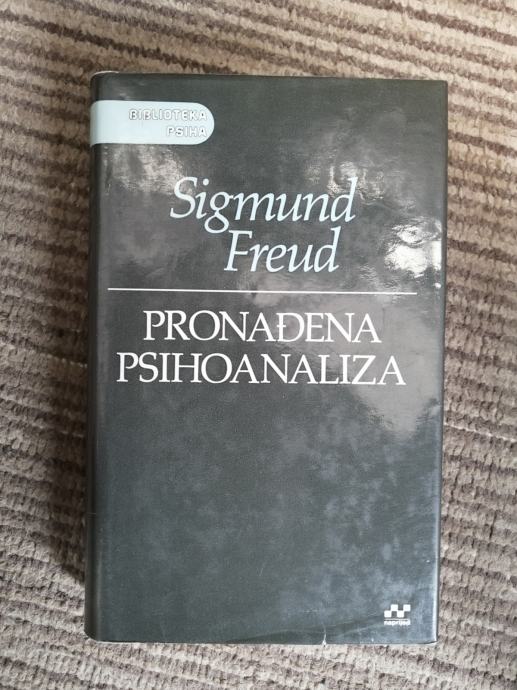 BIBLIOTEKA
PSIHA
Sigmund
Freud
PRONAĐENA
PSIHOANALIZA
naprijed